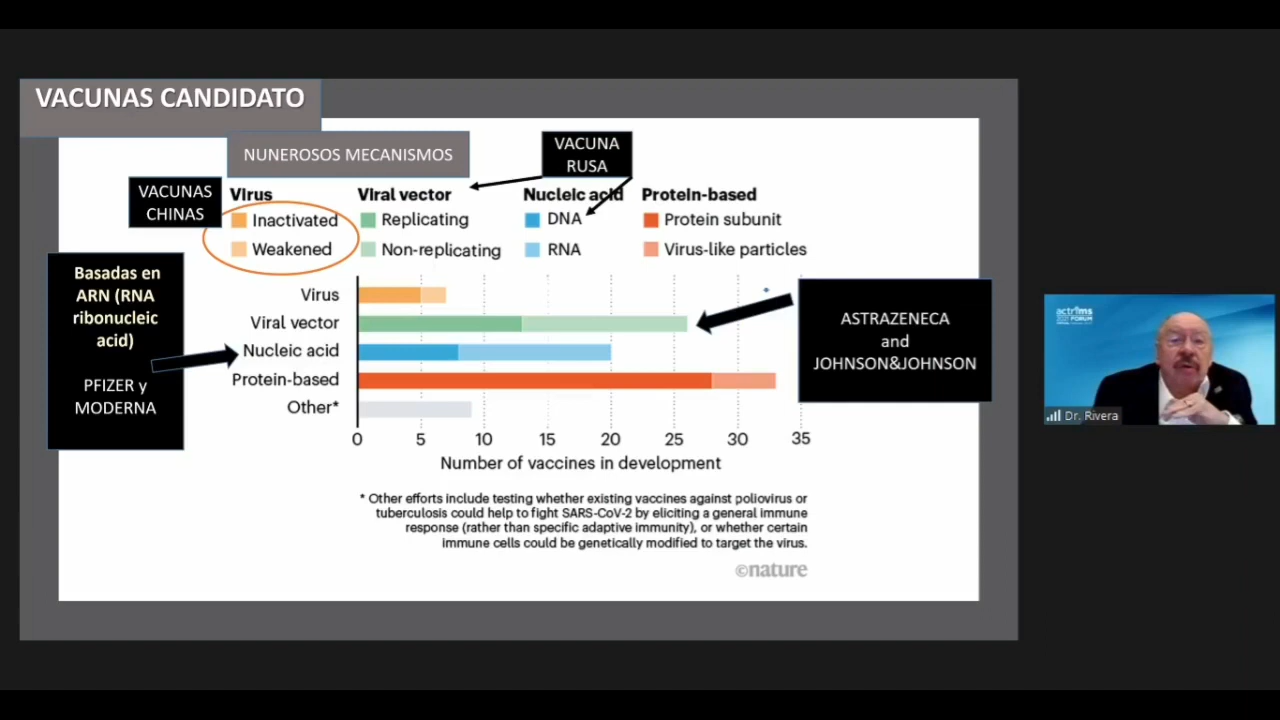 VACUNAS CANDIDATO
NUNEROSOS MECANISMOS
VACUNA
RUSA
VACUNAS
CHINAS
Virus
Inactivated
Weakened
Viral vector
Replicating
Non-replicating
Nucleic acid
DNA
RNA
Protein-based
Protein subunit
Virus-like particles
Basadas en
ARN (RNA
ribonucleic
acid)
PFIZER y
MODERNA
Virus
Viral vector
Nucleic acid
Protein-based
Other*
ASTRAZENECA
and
JOHNSON&JOHNSON
0 5 10 15 20 25 30 35
Number of vaccines in development
* Other efforts include testing whether existing vaccines against poliovirus or
tuberculosis could help to fight SARS-CoV-2 by eliciting a general immune
response (rather than specific adaptive immunity), or whether certain
immune cells could be genetically modified to target the virus.
©nature
FORUM
Dr. Rivera